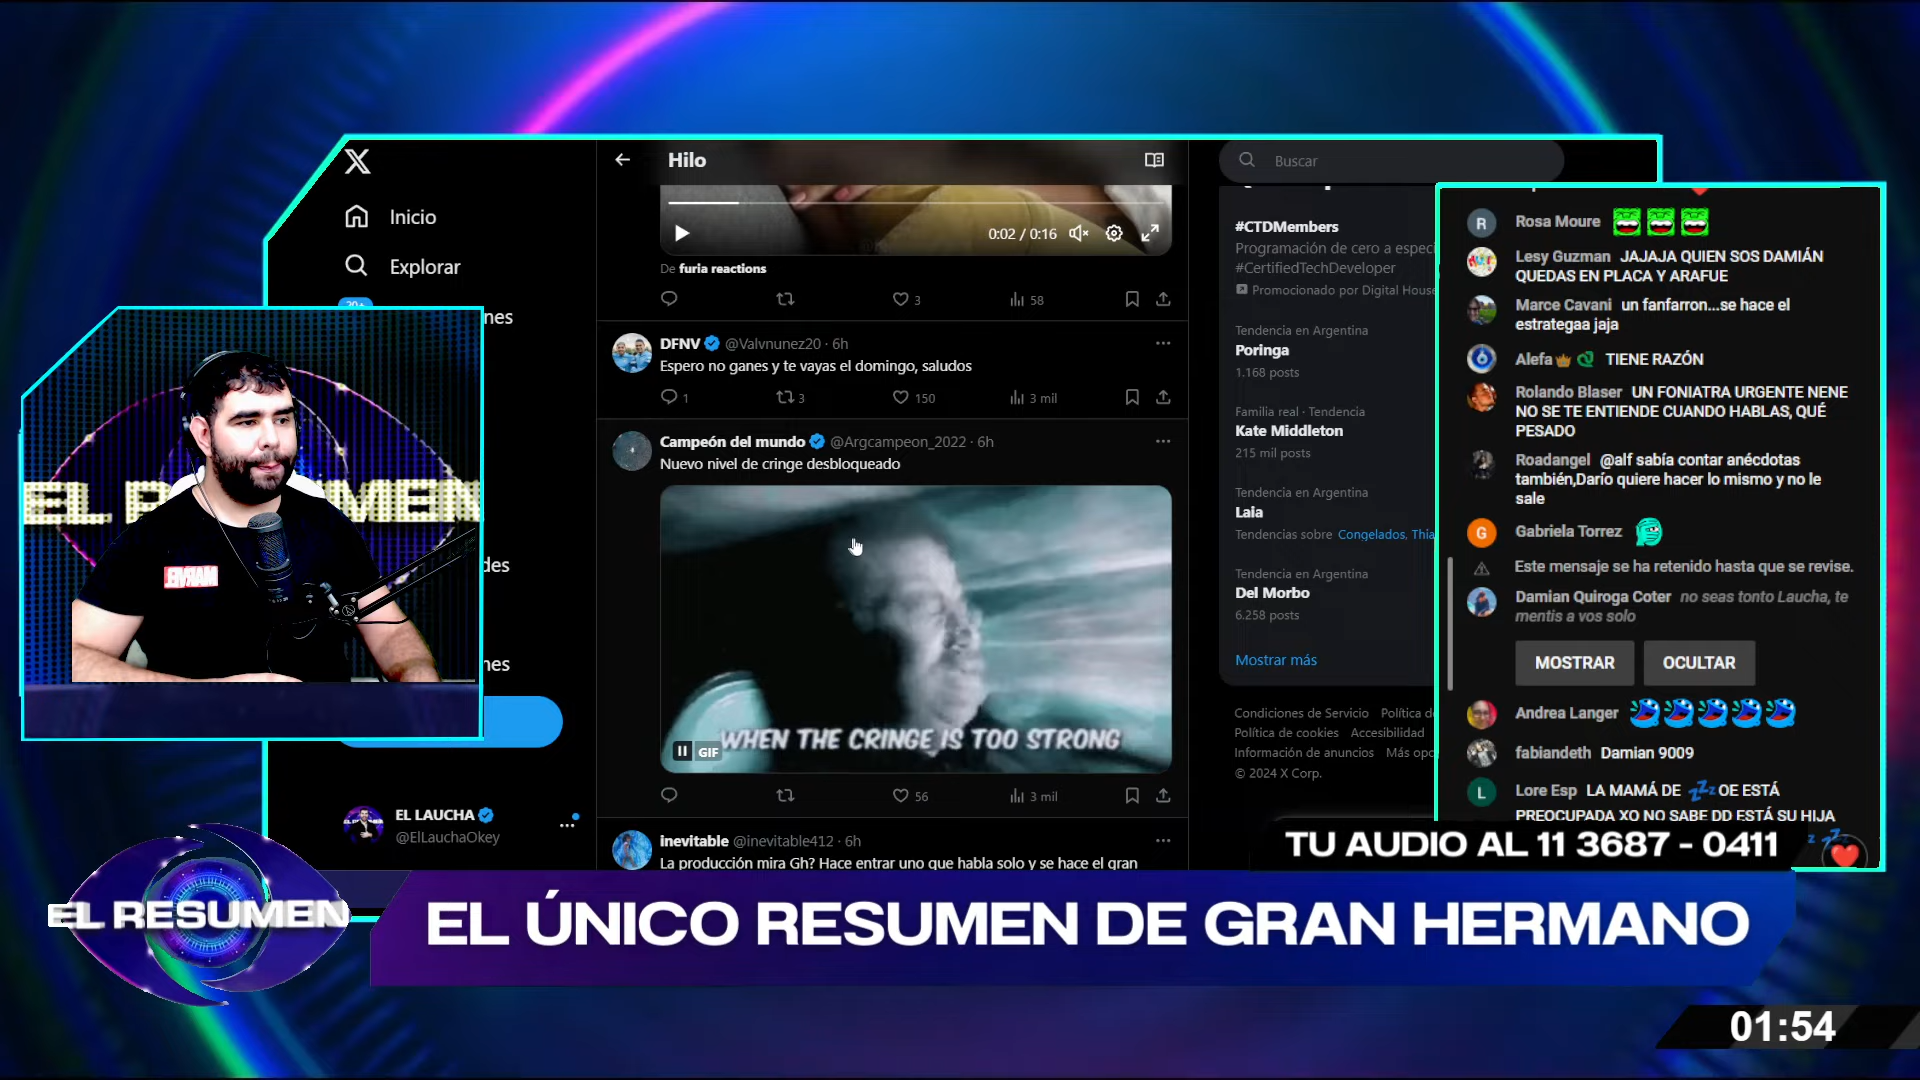 Inicio
Explorar
20+
nes
des
nes
EL LAUCHA
@ElLauchaOkey
Hilo
0:02 / 0:16
De furia reactions
3
58
DFNV @Valvnunez20 · 6h
Espero no ganes y te vayas el domingo, saludos
1
3
150
3 mil
Campeón del mundo @Argcampeon_2022 · 6h
Nuevo nivel de cringe desbloqueado
WHEN THE CRINGE IS TOO STRONG
GIF
56
3 mil
inevitable @inevitable412 · 6h
La producción mira Gh? Hace entrar uno que habla solo y se hace el gran
Buscar
#CTDMembers
Programación de cero a especi
#CertifiedTechDeveloper
Promocionado por Digital House
Tendencia en Argentina
Poringa
1.168 posts
Familia real · Tendencia
Kate Middleton
215 mil posts
Tendencia en Argentina
Laia
Tendencias sobre Congelados, Thia
Tendencia en Argentina
Del Morbo
6.258 posts
Mostrar más
Condiciones de Servicio Política de
Política de cookies Accesibilidad
Información de anuncios Más opc
© 2024 X Corp.
R
Rosa Moure
Lesy Guzman JAJAJA QUIEN SOS DAMIÁN
QUEDAS EN PLACA Y ARAFUE
Marce Cavani un fanfarron...se hace el
estrategaa jaja
Alefa TIENE RAZÓN
Rolando Blaser UN FONIATRA URGENTE NENE
NO SE TE ENTIENDE CUANDO HABLAS, QUÉ
PESADO
Roadangel @alf sabía contar anécdotas
también,Darío quiere hacer lo mismo y no le
sale
G
Gabriela Torrez
Este mensaje se ha retenido hasta que se revise.
Damian Quiroga Coter no seas tonto Laucha, te
mentis a vos solo
MOSTRAR
OCULTAR
Andrea Langer
fabiandeth Damian 9009
L
Lore Esp LA MAMÁ DE 💤OE ESTÁ
PREOCUPADA XQ NO SABE DD ESTÁ SU HIJA
TU AUDIO AL 11 3687 - 0411
EL RESUMEN
EL ÚNICO RESUMEN DE GRAN HERMANO
01:54